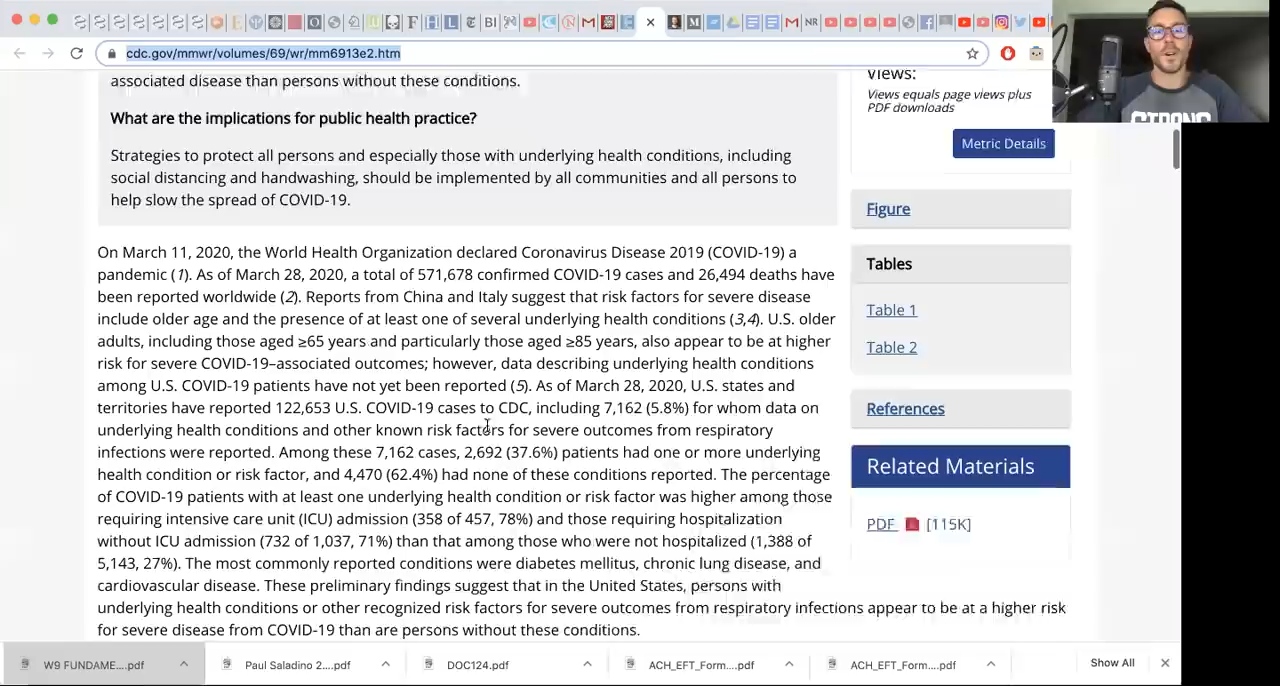 NR
cdc.gov/mmwr/volumes/69/wr/mm6913e2.htm
associated disease than persons without these conditions.
What are the implications for public health practice?
Strategies to protect all persons and especially those with underlying health conditions, including
social distancing and handwashing, should be implemented by all communities and all persons to
help slow the spread of COVID-19.
On March 11, 2020, the World Health Organization declared Coronavirus Disease 2019 (COVID-19) a
pandemic (1). As of March 28, 2020, a total of 571,678 confirmed COVID-19 cases and 26,494 deaths have
been reported worldwide (2). Reports from China and Italy suggest that risk factors for severe disease
include older age and the presence of at least one of several underlying health conditions (3,4). U.S. older
adults, including those aged ≥65 years and particularly those aged ≥85 years, also appear to be at higher
risk for severe COVID-19–associated outcomes; however, data describing underlying health conditions
among U.S. COVID-19 patients have not yet been reported (5). As of March 28, 2020, U.S. states and
territories have reported 122,653 U.S. COVID-19 cases to CDC, including 7,162 (5.8%) for whom data on
underlying health conditions and other known risk factors for severe outcomes from respiratory
infections were reported. Among these 7,162 cases, 2,692 (37.6%) patients had one or more underlying
health condition or risk factor, and 4,470 (62.4%) had none of these conditions reported. The percentage
of COVID-19 patients with at least one underlying health condition or risk factor was higher among those
requiring intensive care unit (ICU) admission (358 of 457, 78%) and those requiring hospitalization
without ICU admission (732 of 1,037, 71%) than that among those who were not hospitalized (1,388 of
5,143, 27%). The most commonly reported conditions were diabetes mellitus, chronic lung disease, and
cardiovascular disease. These preliminary findings suggest that in the United States, persons with
underlying health conditions or other recognized risk factors for severe outcomes from respiratory infections appear to be at a higher risk
for severe disease from COVID-19 than are persons without these conditions.
Views:
Views equals page views plus
PDF downloads
Metric Details
Figure
Tables
Table 1
Table 2
References
Related Materials
PDF [115K]
STRONG
W9 FUNDAME....pdf
Paul Saladino 2....pdf
DOC124.pdf
ACH_EFT_Form....pdf
ACH_EFT_Form....pdf
Show All